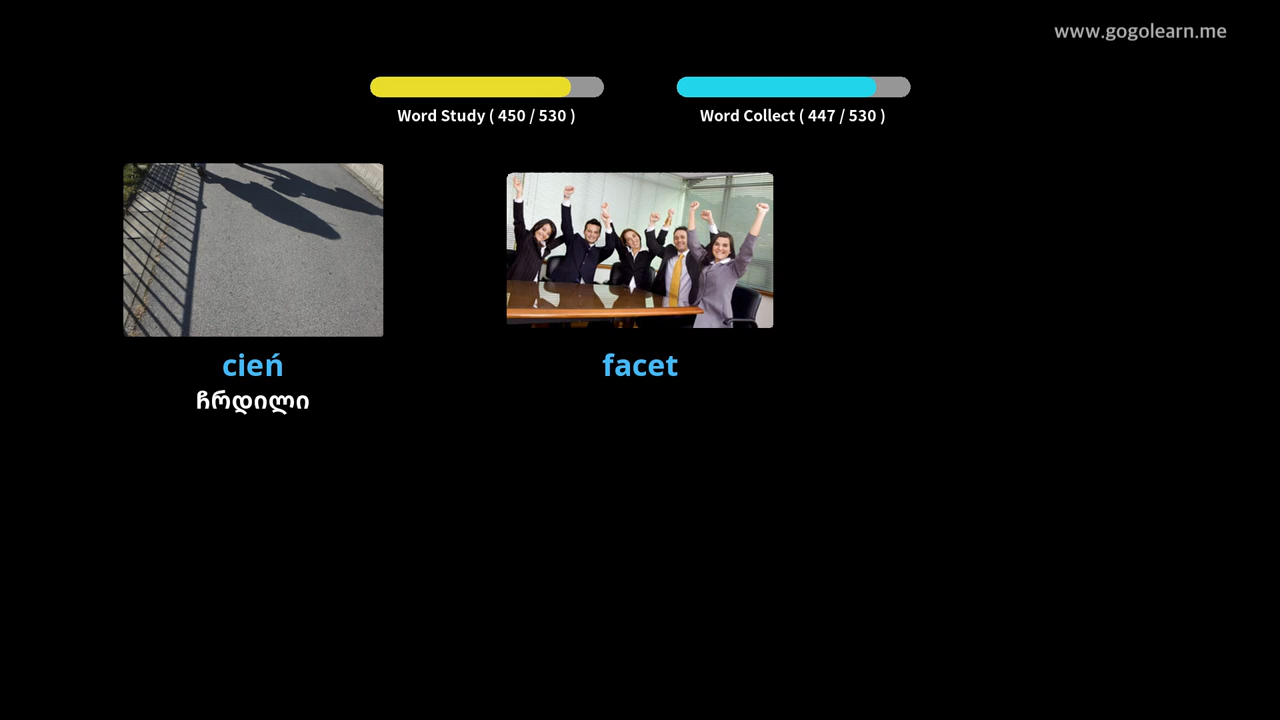 www.gogolearn.me
Word Study ( 450 / 530 )
Word Collect ( 447 / 530 )
cień
ჩრდილი
facet